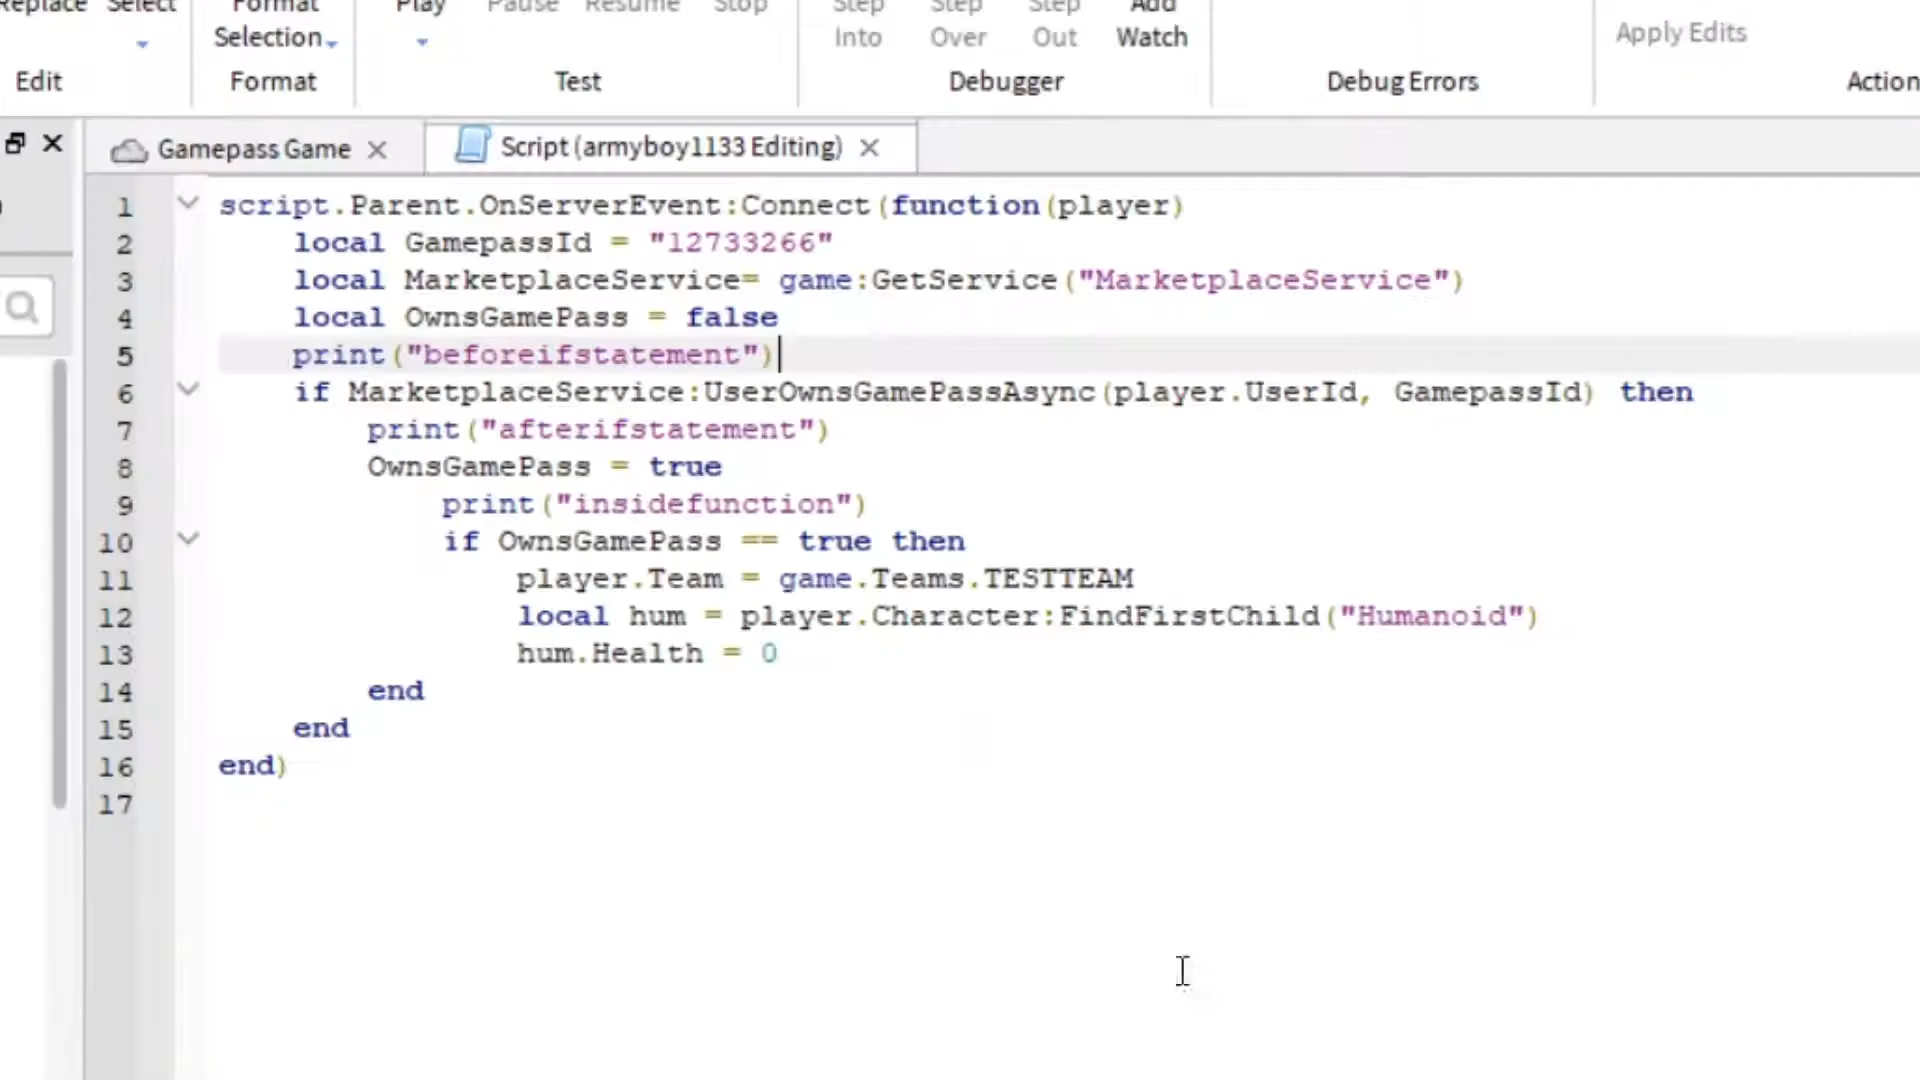 Replace Select Format Play Pause Resume Stop Step Step Step Add
Selection Into Over Out Watch Apply Edits
Edit Format Test Debugger Debug Errors Action
Gamepass Game Script (armyboy1133 Editing)
1 script.Parent.OnServerEvent:Connect(function(player)
2 local GamepassId = "12733266"
3 local MarketplaceService= game:GetService("MarketplaceService")
4 local OwnsGamePass = false
5 print("beforeifstatement")
6 if MarketplaceService:UserOwnsGamePassAsync(player.UserId, GamepassId) then
7 print("afterifstatement")
8 OwnsGamePass = true
9 print("insidefunction")
10 if OwnsGamePass == true then
11 player.Team = game.Teams.TESTTEAM
12 local hum = player.Character:FindFirstChild("Humanoid")
13 hum.Health = 0
14 end
15 end
16 end)
17